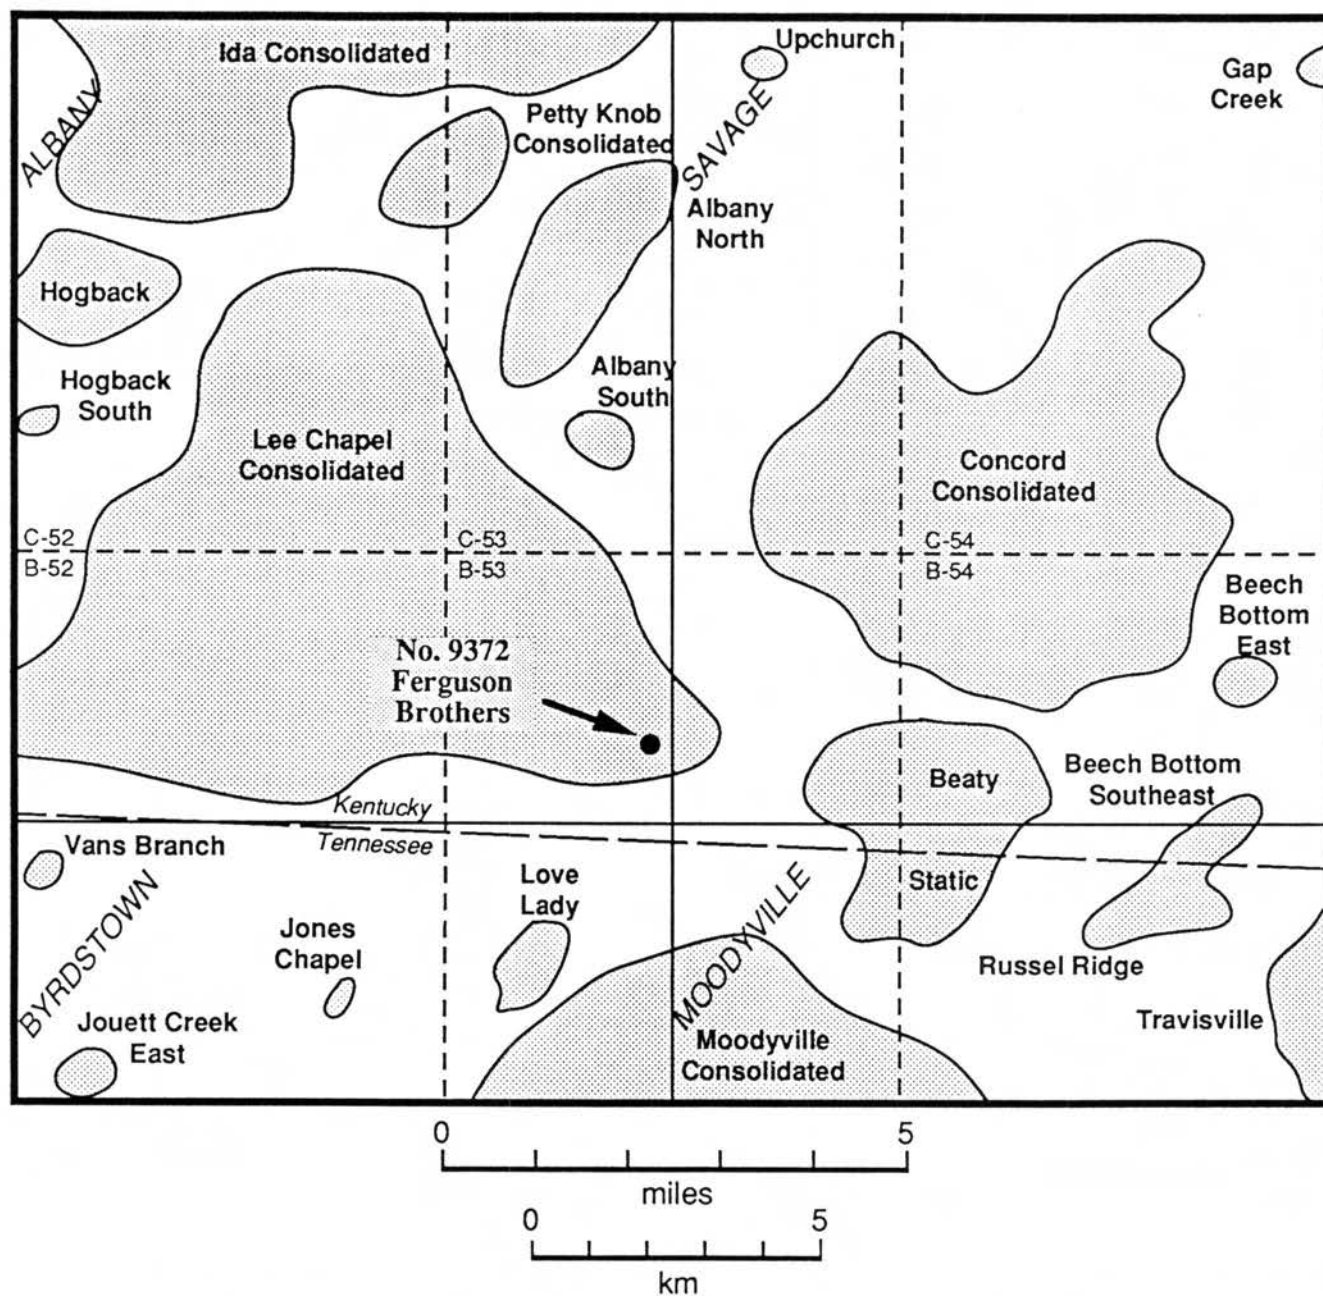 Ida Consolidated
Upchurch
Gap
Creek
ALBANY
Petty Knob
Consolidated
SAVAGE
Albany
North
Hogback
Hogback
South
Albany
South
Lee Chapel
Consolidated
Concord
Consolidated
C-52
B-52
C-53
B-53
C-54
B-54
Beech
Bottom
East
No. 9372
Ferguson
Brothers
Beaty
Beech Bottom
Southeast
Kentucky
Tennessee
Vans Branch
Static
Love
Lady
MOODYVILLE
BYRDSTOWN
Jones
Chapel
Russel Ridge
Jouett Creek
East
Travisville
Moodyville
Consolidated
0 5
miles
0 5
km